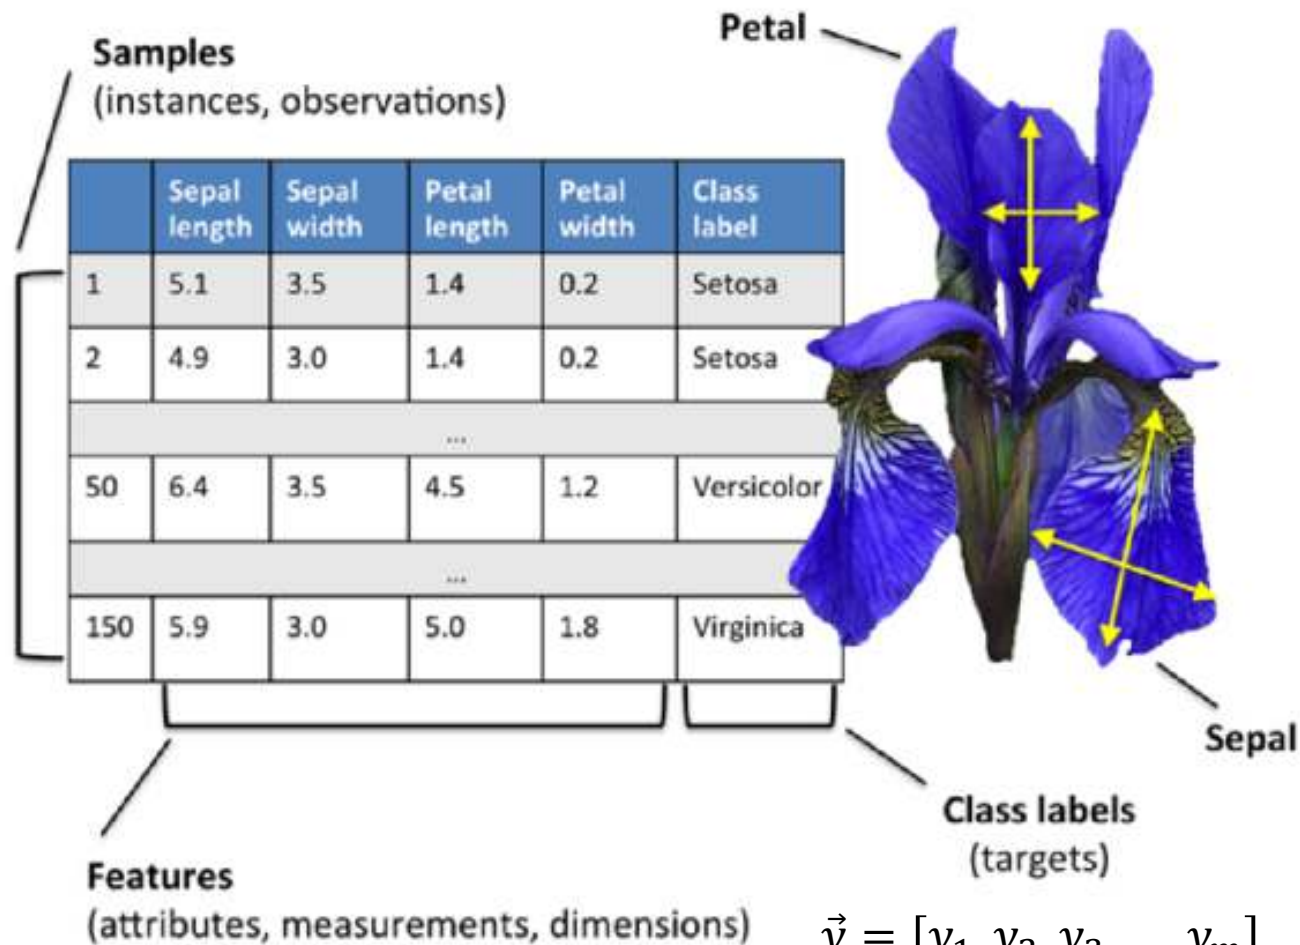 Petal
Samples
(instances, observations)
Sepal length Sepal width Petal length Petal width Class label
1 5.1 3.5 1.4 0.2 Setosa
2 4.9 3.0 1.4 0.2 Setosa
...
50 6.4 3.5 4.5 1.2 Versicolor
...
150 5.9 3.0 5.0 1.8 Virginica
Sepal
Class labels
(targets)
Features
(attributes, measurements, dimensions)